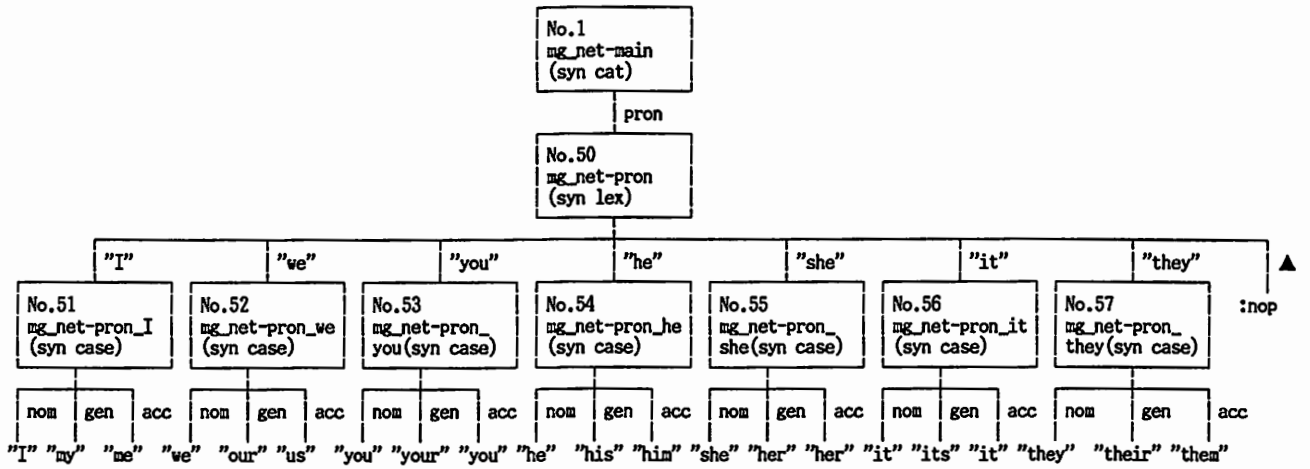 No.1
mg_net-main
(syn cat)
pron
No.50
mg_net-pron
(syn lex)
"I" "we" "you" "he" "she" "it" "they" ▲
No.51 No.52 No.53 No.54 No.55 No.56 No.57 :nop
mg_net-pron_I mg_net-pron_we mg_net-pron_ mg_net-pron_he mg_net-pron_ mg_net-pron_it mg_net-pron_
(syn case) (syn case) you(syn case) (syn case) she(syn case) (syn case) they(syn case)
nom gen acc nom gen acc nom gen acc nom gen acc nom gen acc nom gen acc nom gen acc
"I" "my" "me" "we" "our" "us" "you" "your" "you" "he" "his" "him" "she" "her" "her" "it" "its" "it" "they" "their" "them"